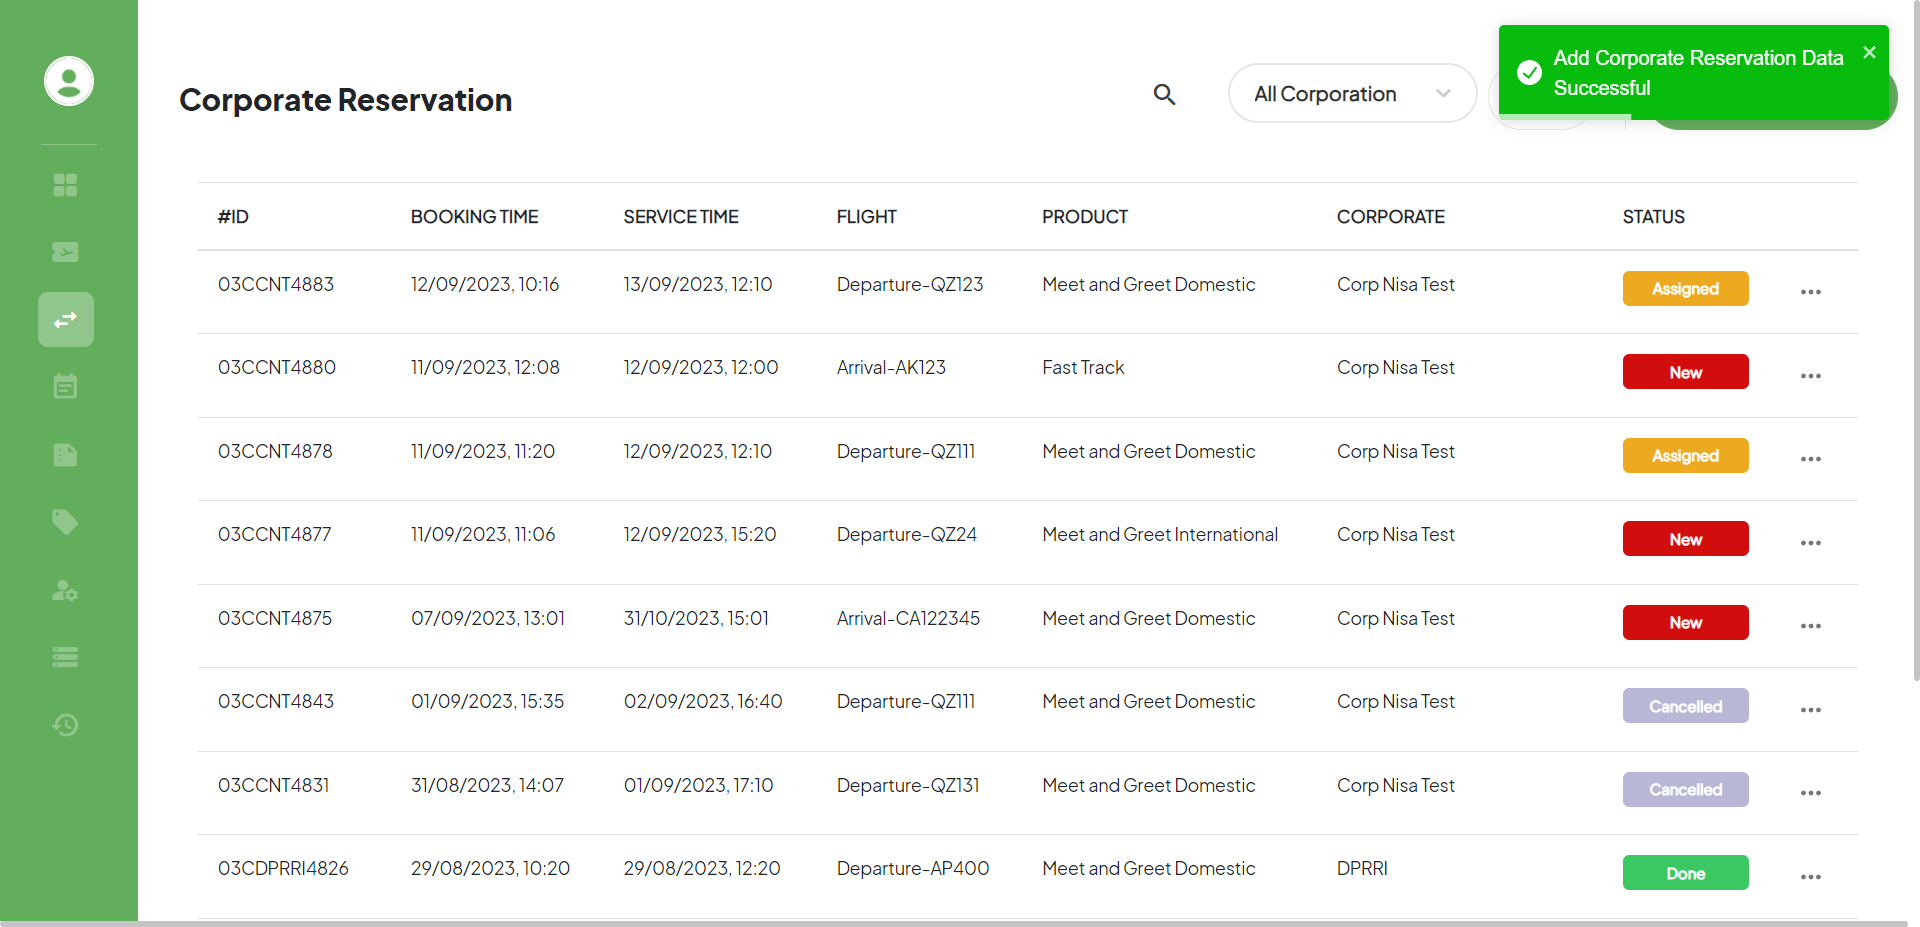 Add Corporate Reservation Data
Successful
Corporate Reservation
All Corporation
#ID BOOKING TIME SERVICE TIME FLIGHT PRODUCT CORPORATE STATUS
03CCNT4883 12/09/2023, 10:16 13/09/2023, 12:10 Departure-QZ123 Meet and Greet Domestic Corp Nisa Test Assigned
03CCNT4880 11/09/2023, 12:08 12/09/2023, 12:00 Arrival-AK123 Fast Track Corp Nisa Test New
03CCNT4878 11/09/2023, 11:20 12/09/2023, 12:10 Departure-QZ111 Meet and Greet Domestic Corp Nisa Test Assigned
03CCNT4877 11/09/2023, 11:06 12/09/2023, 15:20 Departure-QZ24 Meet and Greet International Corp Nisa Test New
03CCNT4875 07/09/2023, 13:01 31/10/2023, 15:01 Arrival-CA122345 Meet and Greet Domestic Corp Nisa Test New
03CCNT4843 01/09/2023, 15:35 02/09/2023, 16:40 Departure-QZ111 Meet and Greet Domestic Corp Nisa Test Cancelled
03CCNT4831 31/08/2023, 14:07 01/09/2023, 17:10 Departure-QZ131 Meet and Greet Domestic Corp Nisa Test Cancelled
03CDPRRI4826 29/08/2023, 10:20 29/08/2023, 12:20 Departure-AP400 Meet and Greet Domestic DPRRI Done